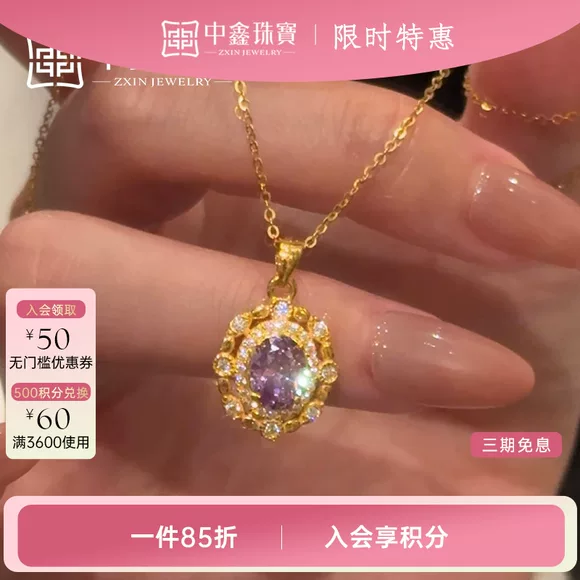 中鑫珠寶
ZXIN JEWELRY
限时特惠
ZXIN JEWELRY
入会领取
¥50
无门槛优惠券
500积分兑换
¥60
满3600使用
三期免息
一件85折
入会享积分